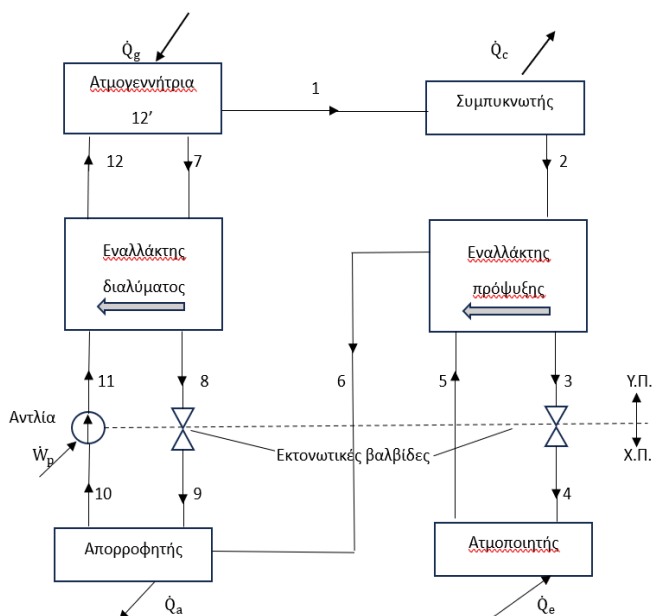 Q̇g
Q̇c
Ατμογεννήτρια
12’
1
Συμπυκνωτής
12
7
2
Εναλλάκτης
διαλύματος
Εναλλάκτης
πρόψυξης
11
8
6
5
3
Υ.Π.
Αντλία
Ẇp
Εκτονωτικές βαλβίδες
Χ.Π.
10
9
4
Απορροφητής
Ατμοποιητής
Q̇a
Q̇e